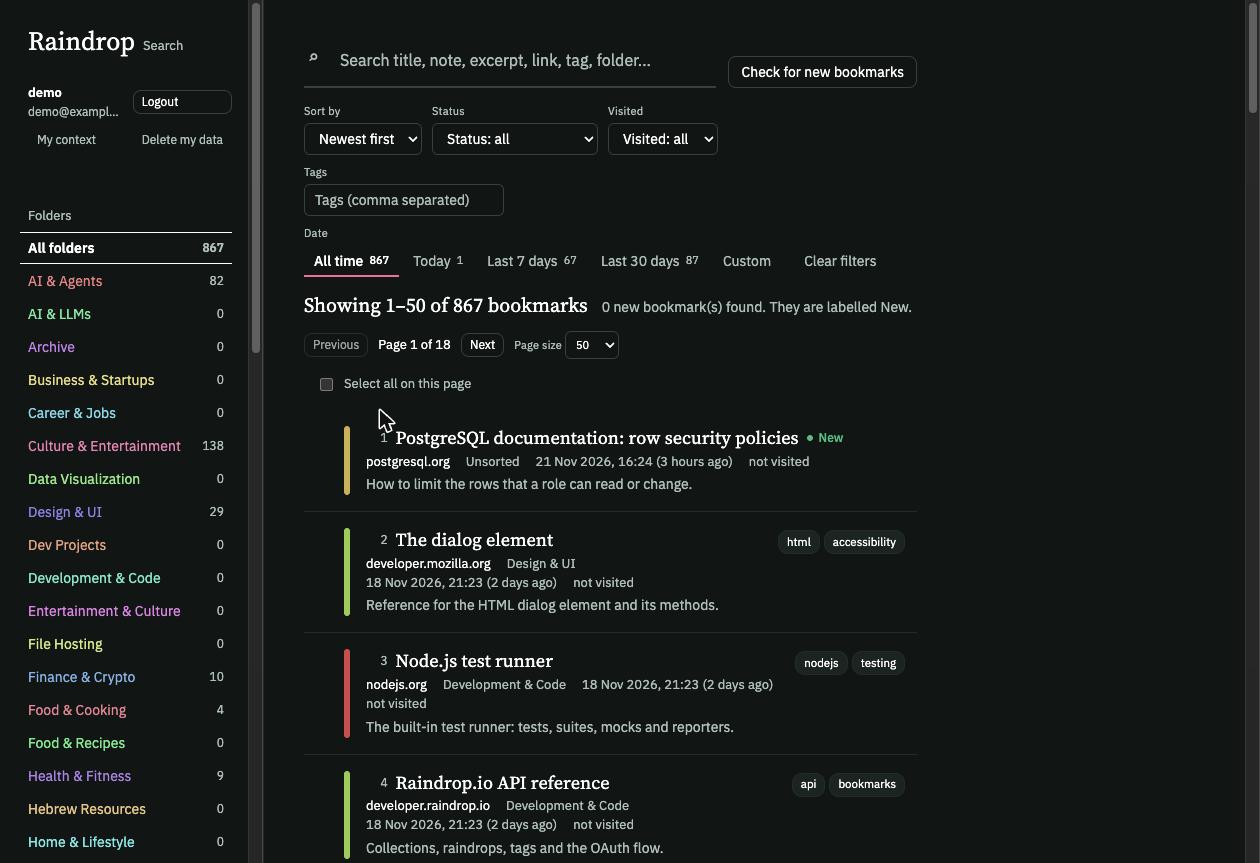 Raindrop Search
demo
demo@exampl...
Logout
My context
Delete my data
Folders
All folders 867
AI & Agents 82
AI & LLMs 0
Archive 0
Business & Startups 0
Career & Jobs 0
Culture & Entertainment 138
Data Visualization 0
Design & UI 29
Dev Projects 0
Development & Code 0
Entertainment & Culture 0
File Hosting 0
Finance & Crypto 10
Food & Cooking 4
Food & Recipes 0
Health & Fitness 9
Hebrew Resources 0
Home & Lifestyle 0
Search title, note, excerpt, link, tag, folder...
Check for new bookmarks
Sort by Status Visited
Newest first Status: all Visited: all
Tags
Tags (comma separated)
Date
All time 867 Today 1 Last 7 days 67 Last 30 days 87 Custom Clear filters
Showing 1–50 of 867 bookmarks 0 new bookmark(s) found. They are labelled New.
Previous Page 1 of 18 Next Page size 50
Select all on this page
1 PostgreSQL documentation: row security policies New
postgresql.org Unsorted 21 Nov 2026, 16:24 (3 hours ago) not visited
How to limit the rows that a role can read or change.
2 The dialog element html accessibility
developer.mozilla.org Design & UI
18 Nov 2026, 21:23 (2 days ago) not visited
Reference for the HTML dialog element and its methods.
3 Node.js test runner nodejs testing
nodejs.org Development & Code 18 Nov 2026, 21:23 (2 days ago)
not visited
The built-in test runner: tests, suites, mocks and reporters.
4 Raindrop.io API reference api bookmarks
developer.raindrop.io Development & Code
18 Nov 2026, 21:23 (2 days ago) not visited
Collections, raindrops, tags and the OAuth flow.